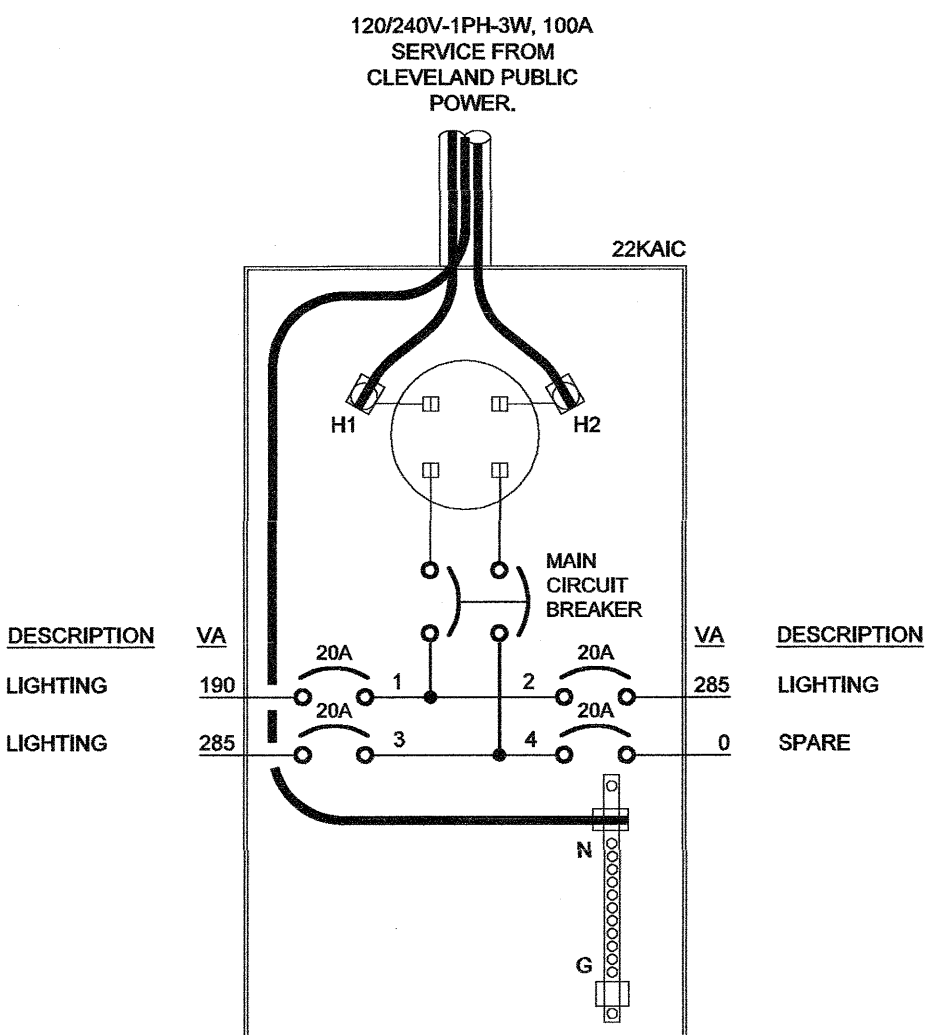 120/240V-1PH-3W, 100A
SERVICE FROM
CLEVELAND PUBLIC
POWER.
22KAIC
H1
H2
MAIN
CIRCUIT
BREAKER
DESCRIPTION VA
VA DESCRIPTION
20A
20A
LIGHTING 190 1 2 285 LIGHTING
20A
20A
LIGHTING 285 3 4 0 SPARE
N
G